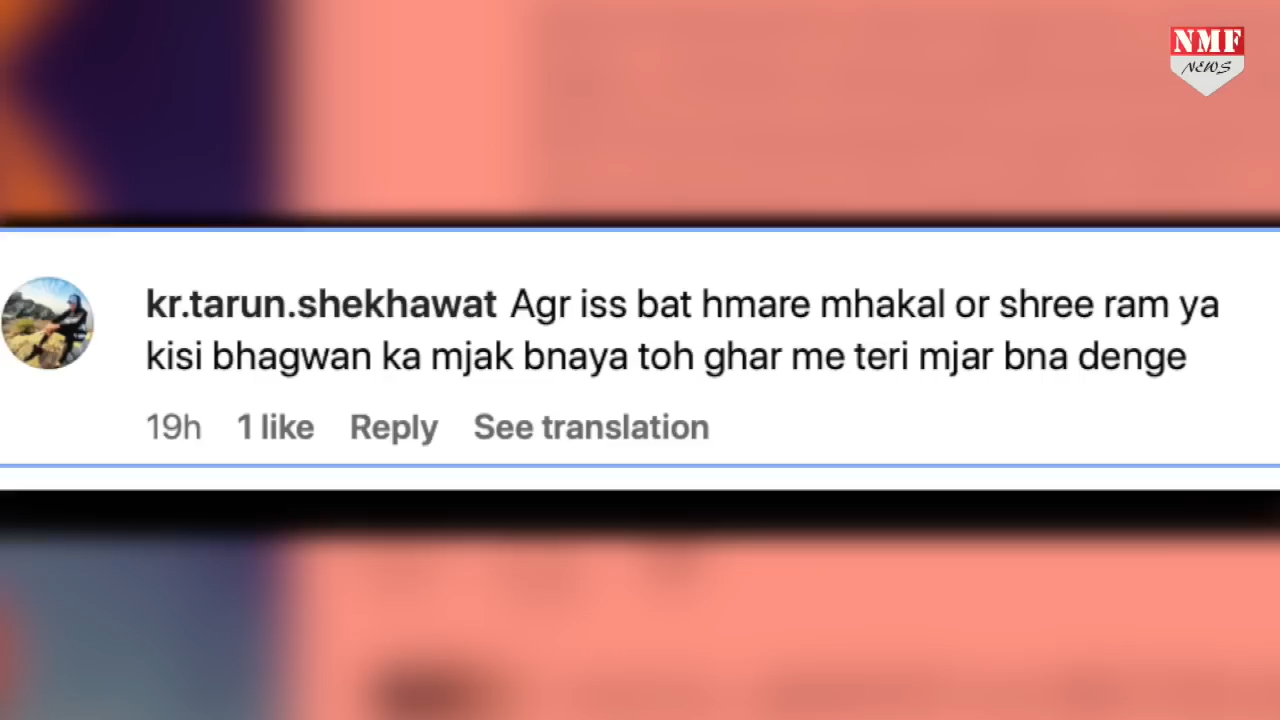 NMF
NEWS
kr.tarun.shekhawat Agr iss bat hmare mhakal or shree ram ya
kisi bhagwan ka mjak bnaya toh ghar me teri mjar bna denge
19h 1 like Reply See translation